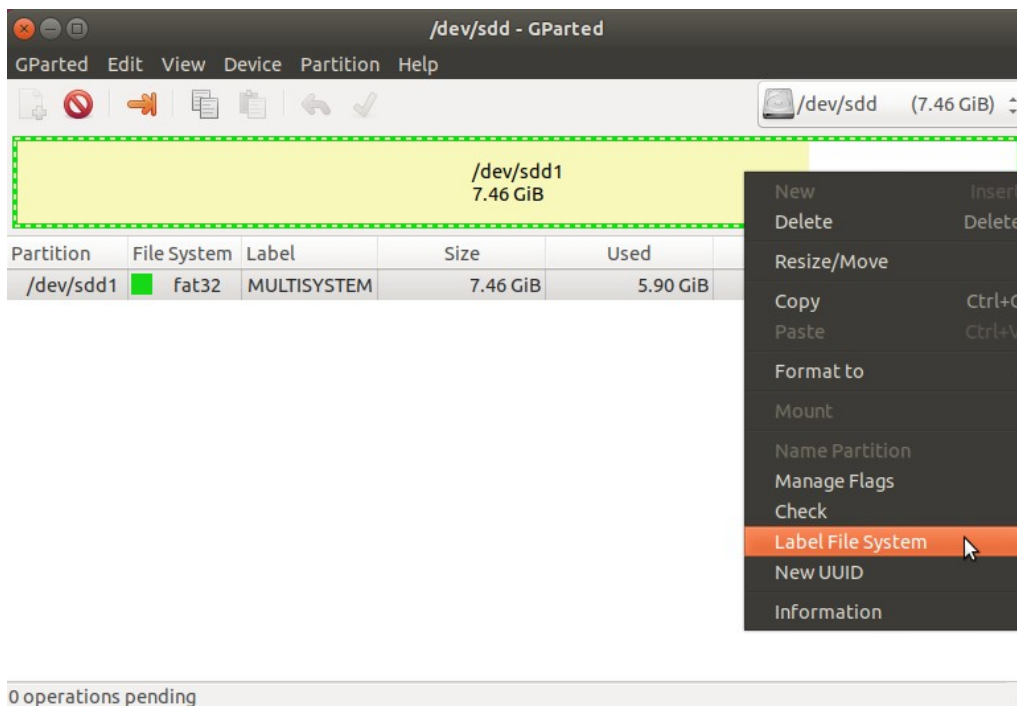 /dev/sdd - GParted
GParted Edit View Device Partition Help
/dev/sdd (7.46 GiB)
/dev/sdd1
7.46 GiB
Partition File System Label Size Used
/dev/sdd1 fat32 MULTISYSTEM 7.46 GiB 5.90 GiB
New Inser
Delete Delete
Resize/Move
Copy Ctrl+C
Paste Ctrl+V
Format to
Mount
Name Partition
Manage Flags
Check
Label File System
New UUID
Information
0 operations pending